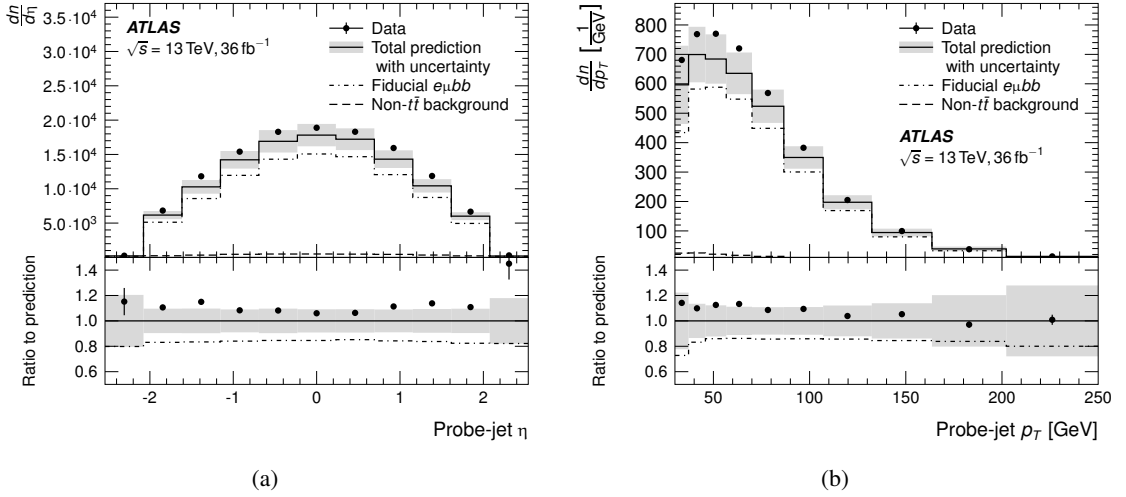 dn/dη
3.5·10⁴
3.0·10⁴
2.5·10⁴
2.0·10⁴
1.5·10⁴
1.0·10⁴
5.0·10³
ATLAS
√s = 13 TeV, 36 fb⁻¹
Data
Total prediction
with uncertainty
Fiducial eμbb
Non-tt̄ background
Ratio to prediction
1.4
1.2
1.0
0.8
0.6
-2 -1 0 1 2
Probe-jet η
(a)
dn/dp_T [1/GeV]
800
700
600
500
400
300
200
100
Data
Total prediction
with uncertainty
Fiducial eμbb
Non-tt̄ background
ATLAS
√s = 13 TeV, 36 fb⁻¹
Ratio to prediction
1.4
1.2
1.0
0.8
0.6
50 100 150 200 250
Probe-jet p_T [GeV]
(b)